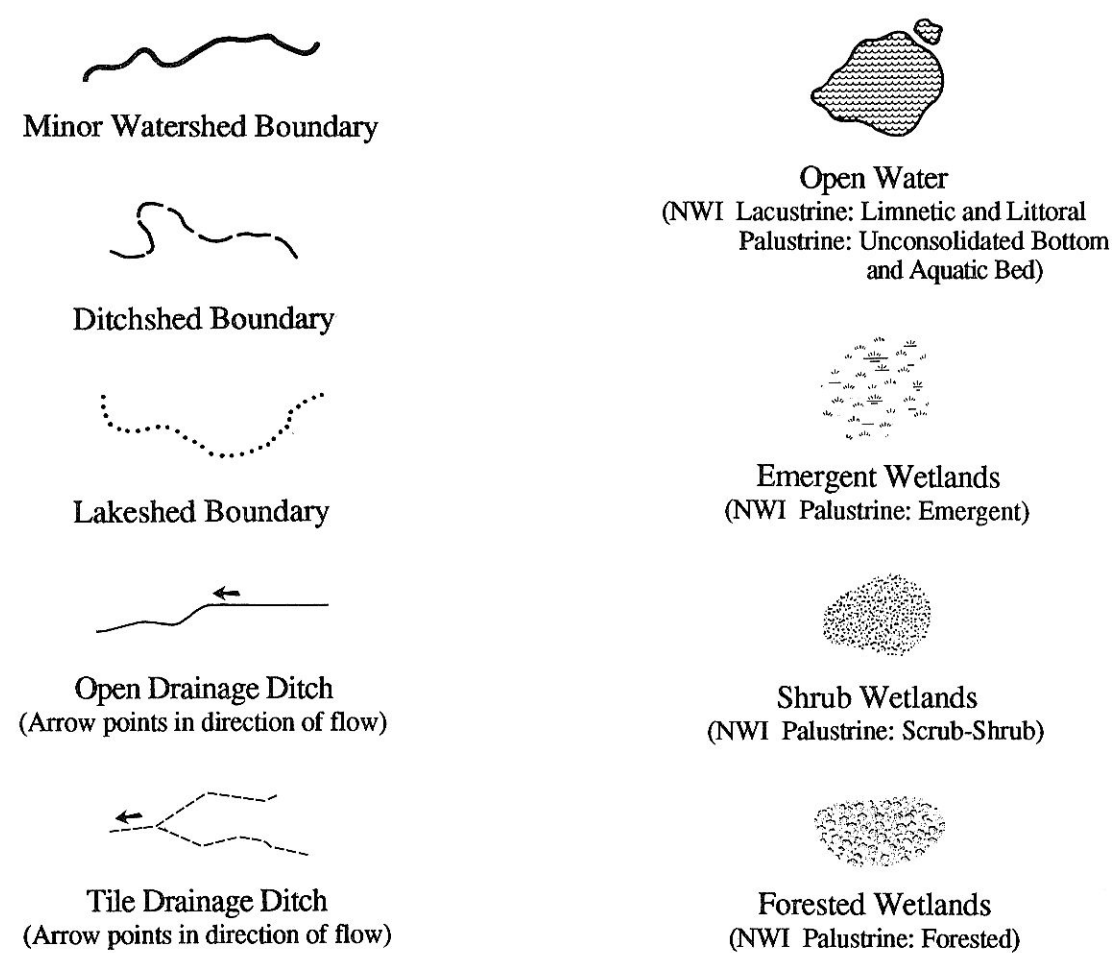 Minor Watershed Boundary
Ditchshed Boundary
Lakeshed Boundary
Open Drainage Ditch
(Arrow points in direction of flow)
Tile Drainage Ditch
(Arrow points in direction of flow)
Open Water
(NWI Lacustrine: Limnetic and Littoral
Palustrine: Unconsolidated Bottom
and Aquatic Bed)
Emergent Wetlands
(NWI Palustrine: Emergent)
Shrub Wetlands
(NWI Palustrine: Scrub-Shrub)
Forested Wetlands
(NWI Palustrine: Forested)